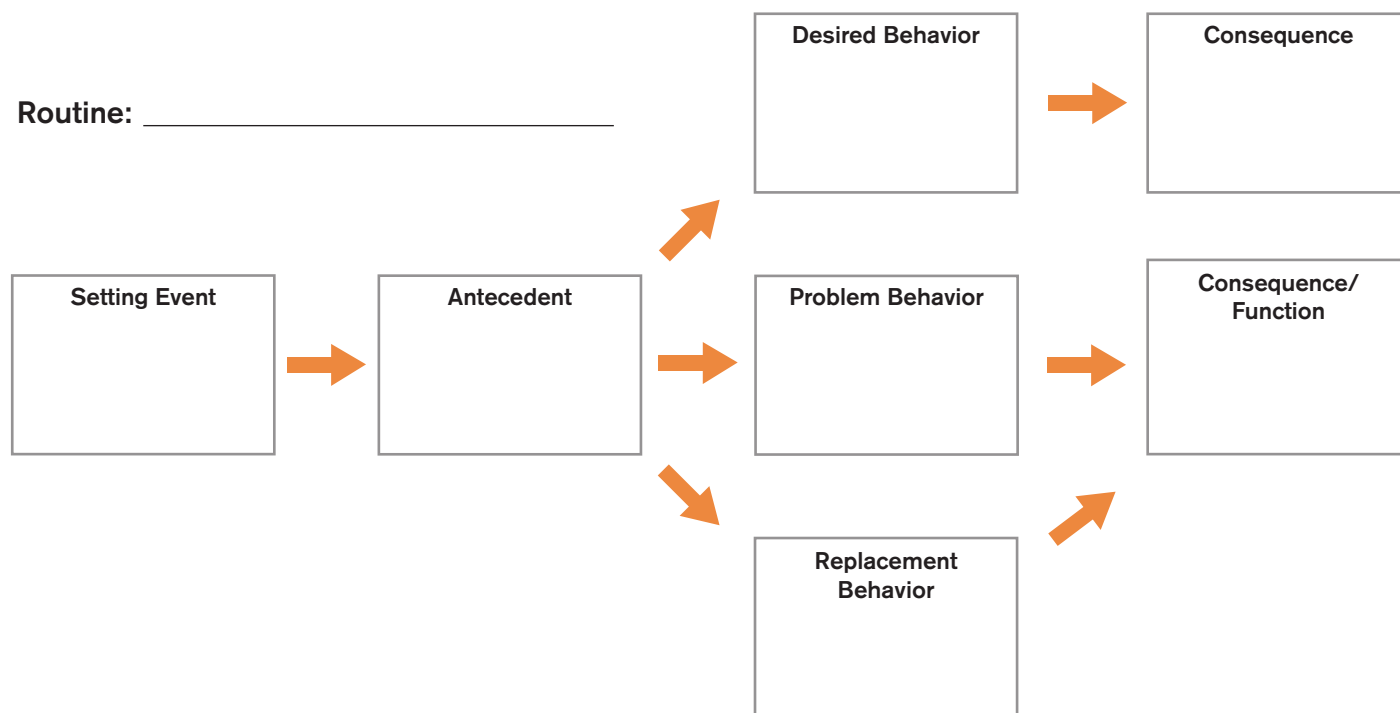 Desired Behavior
Consequence
Routine:
Setting Event
Antecedent
Problem Behavior
Consequence/
Function
Replacement
Behavior